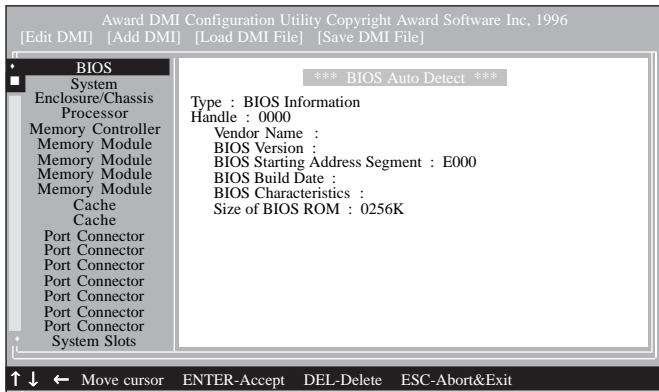 Award DMI Configuration Utility Copyright Award Software Inc, 1996
[Edit DMI] [Add DMI] [Load DMI File] [Save DMI File]
BIOS
System
Enclosure/Chassis
Processor
Memory Controller
Memory Module
Memory Module
Memory Module
Memory Module
Cache
Cache
Port Connector
Port Connector
Port Connector
Port Connector
Port Connector
Port Connector
Port Connector
System Slots
*** BIOS Auto Detect ***
Type : BIOS Information
Handle : 0000
Vendor Name :
BIOS Version :
BIOS Starting Address Segment : E000
BIOS Build Date :
BIOS Characteristics :
Size of BIOS ROM : 0256K
↑↓ ← Move cursor ENTER-Accept DEL-Delete ESC-Abort&Exit